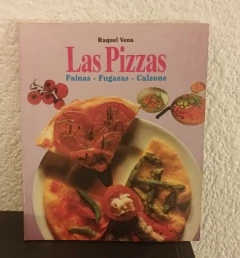 Raquel Vena
Las Pizzas
Fainas - Fugazas - Calzone